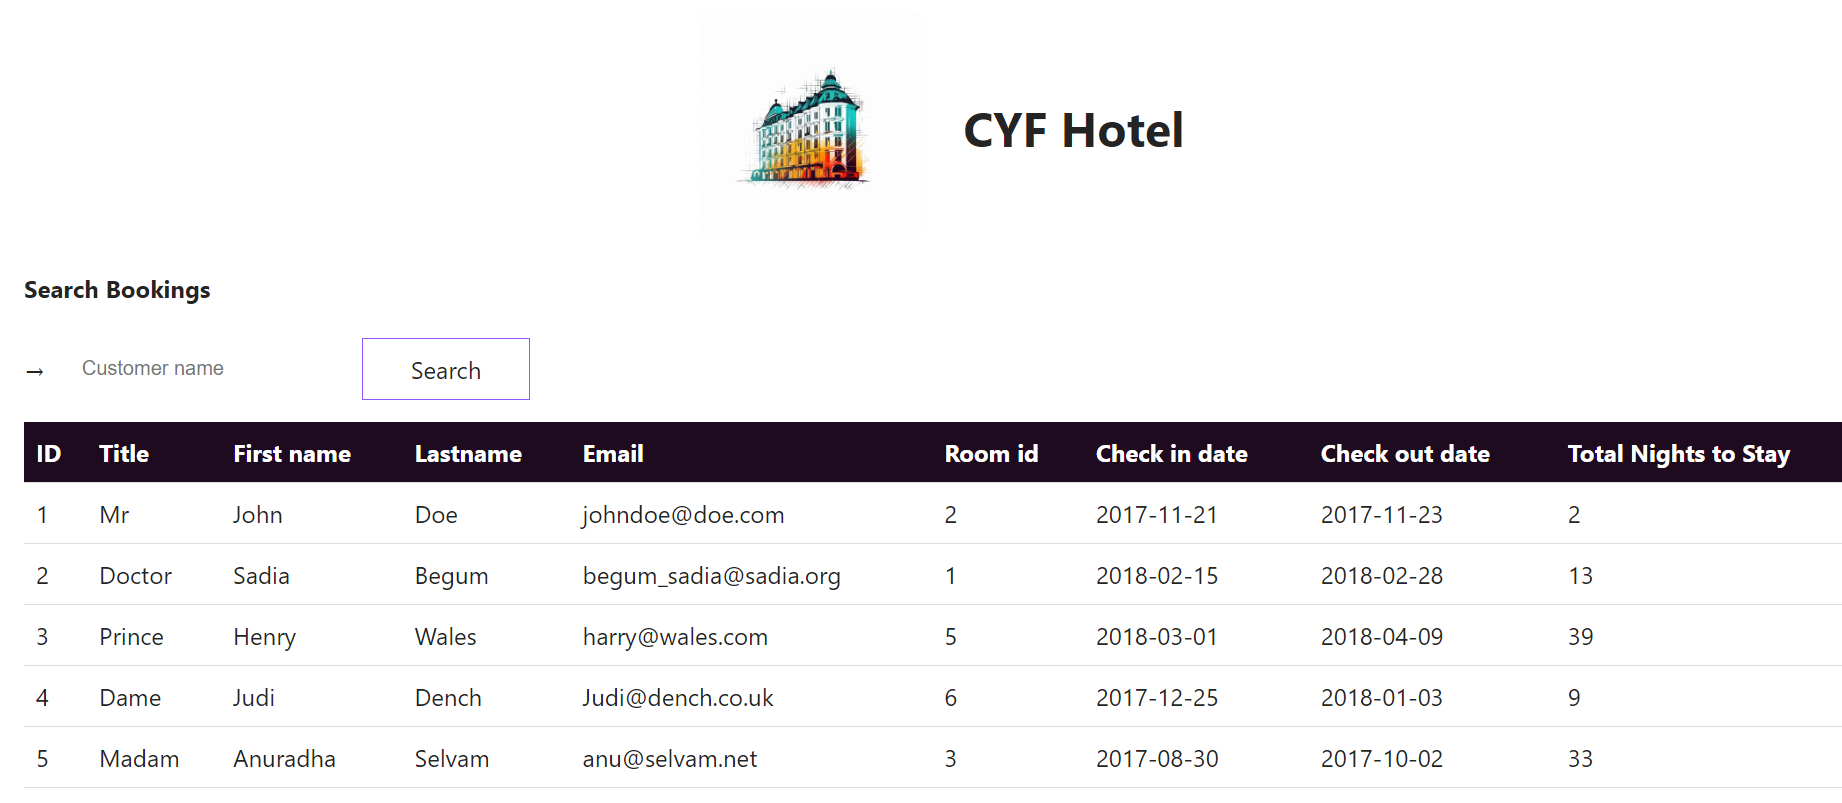 CYF Hotel
Search Bookings
→ Customer name Search
ID Title First name Lastname Email Room id Check in date Check out date Total Nights to Stay
1 Mr John Doe johndoe@doe.com 2 2017-11-21 2017-11-23 2
2 Doctor Sadia Begum begum_sadia@sadia.org 1 2018-02-15 2018-02-28 13
3 Prince Henry Wales harry@wales.com 5 2018-03-01 2018-04-09 39
4 Dame Judi Dench Judi@dench.co.uk 6 2017-12-25 2018-01-03 9
5 Madam Anuradha Selvam anu@selvam.net 3 2017-08-30 2017-10-02 33